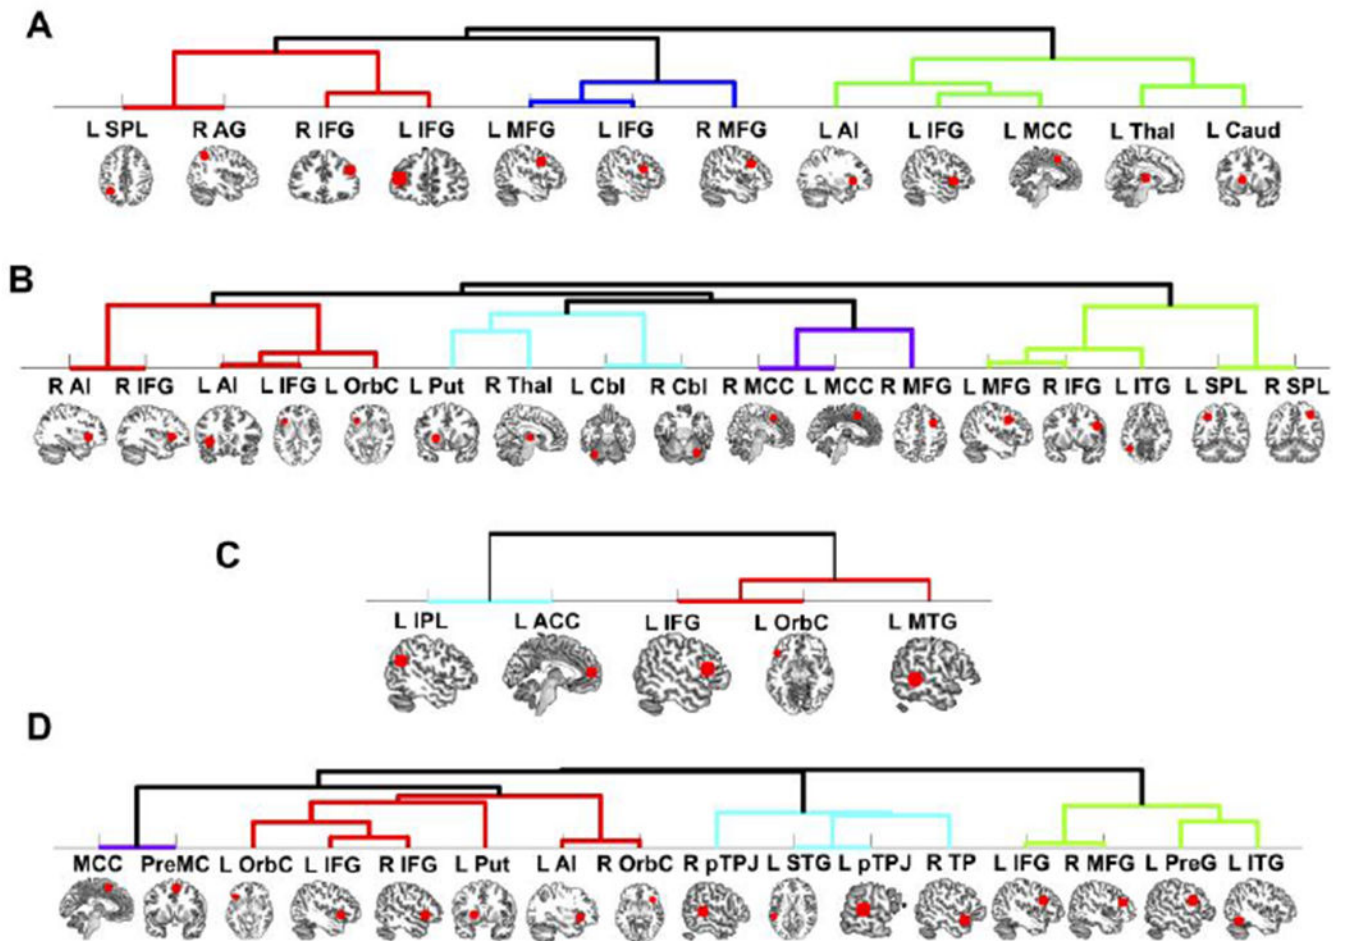 A
L SPL R AG R IFG L IFG L MFG L IFG R MFG L AI L IFG L MCC L Thal L Caud
B
R AI R IFG L AI L IFG L OrbC L Put R Thal L Cbl R Cbl R MCC L MCC R MFG L MFG R IFG L ITG L SPL R SPL
C
L IPL L ACC L IFG L OrbC L MTG
D
MCC PreMC L OrbC L IFG R IFG L Put L AI R OrbC R pTPJ L STG L pTPJ R TP L IFG R MFG L PreG L ITG